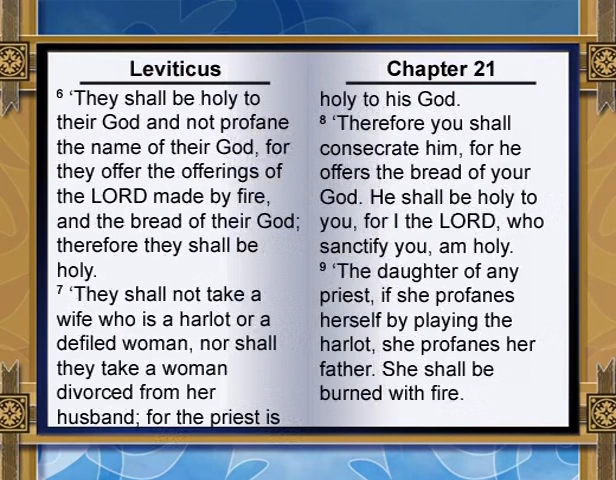 Leviticus
⁶ ‘They shall be holy to
their God and not profane
the name of their God, for
they offer the offerings of
the LORD made by fire,
and the bread of their God;
therefore they shall be
holy.
⁷ ‘They shall not take a
wife who is a harlot or a
defiled woman, nor shall
they take a woman
divorced from her
husband; for the priest is
Chapter 21
holy to his God.
⁸ ‘Therefore you shall
consecrate him, for he
offers the bread of your
God. He shall be holy to
you, for I the LORD, who
sanctify you, am holy.
⁹ ‘The daughter of any
priest, if she profanes
herself by playing the
harlot, she profanes her
father. She shall be
burned with fire.